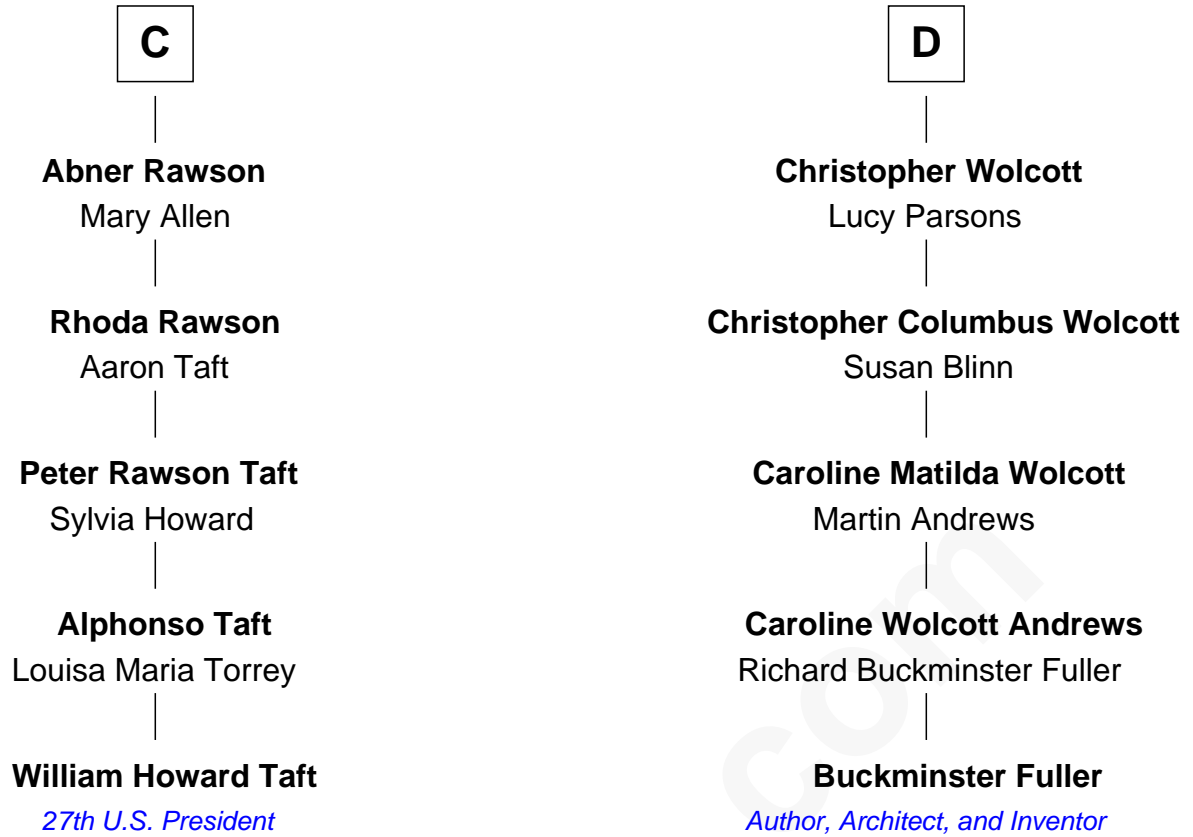 C
Abner Rawson
Mary Allen
Rhoda Rawson
Aaron Taft
Peter Rawson Taft
Sylvia Howard
Alphonso Taft
Louisa Maria Torrey
William Howard Taft
27th U.S. President
D
Christopher Wolcott
Lucy Parsons
Christopher Columbus Wolcott
Susan Blinn
Caroline Matilda Wolcott
Martin Andrews
Caroline Wolcott Andrews
Richard Buckminster Fuller
Buckminster Fuller
Author, Architect, and Inventor
com